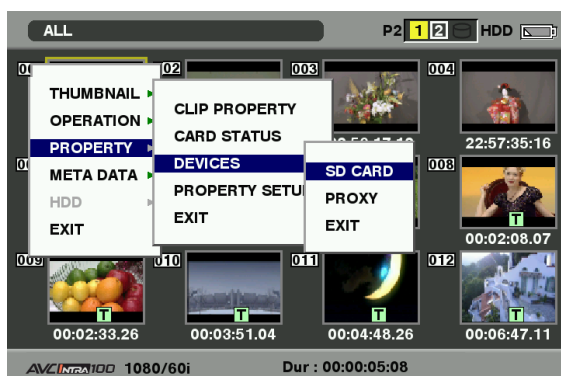 ALL P2 1 2 HDD
00 02 003 004
THUMBNAIL
OPERATION
PROPERTY
META DATA
HDD
EXIT
CLIP PROPERTY
CARD STATUS
DEVICES
PROPERTY SETU
EXIT
SD CARD
PROXY
EXIT
22:57:35:16
00 008
T
00:02:08.07
009 010 011 012
T T T T
00:02:33.26 00:03:51.04 00:04:48.26 00:06:47.11
AVC INTRA 100 1080/60i Dur : 00:00:05:08